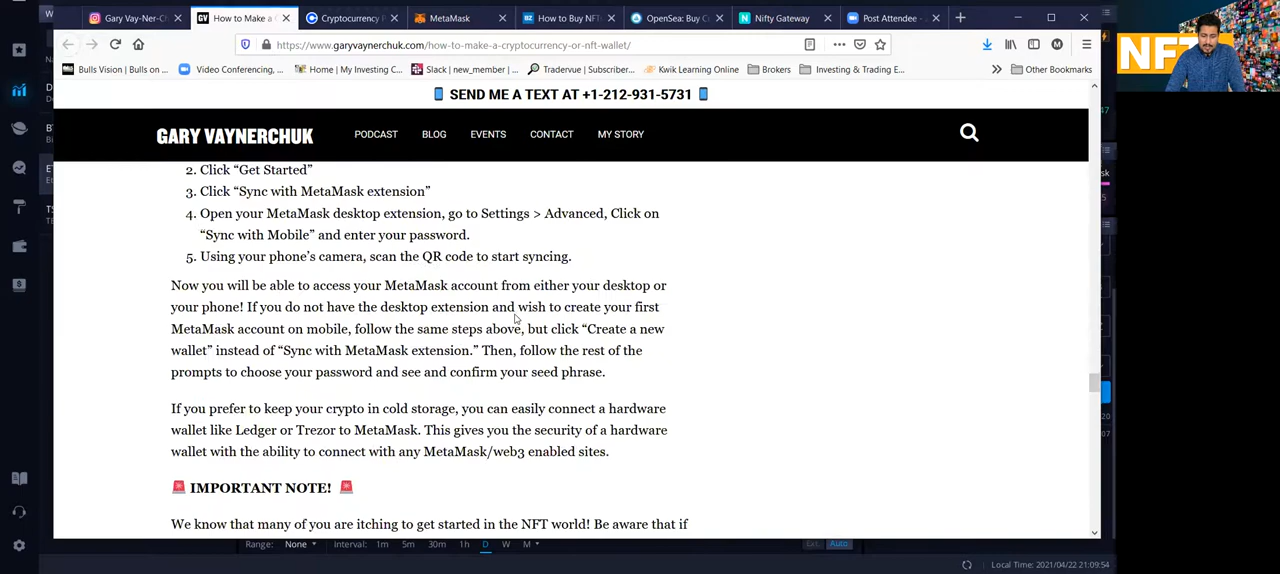 Gary Vay-Ner-C
How to Make a C
Cryptocurrency P
MetaMask
How to Buy NFT
OpenSea: Buy C
Nifty Gateway
Post Attendee -
https://www.garyvaynerchuk.com/how-to-make-a-cryptocurrency-or-nft-wallet/
Bulls Vision | Bulls on ...
Video Conferencing, ...
Home | My Investing C...
Slack | new_member | ...
Tradervue | Subscriber...
Kwik Learning Online
Brokers
Investing & Trading E...
Other Bookmarks
SEND ME A TEXT AT +1-212-931-5731
GARY VAYNERCHUK
PODCAST
BLOG
EVENTS
CONTACT
MY STORY
2. Click “Get Started”
3. Click “Sync with MetaMask extension”
4. Open your MetaMask desktop extension, go to Settings > Advanced, Click on
“Sync with Mobile” and enter your password.
5. Using your phone’s camera, scan the QR code to start syncing.
Now you will be able to access your MetaMask account from either your desktop or
your phone! If you do not have the desktop extension and wish to create your first
MetaMask account on mobile, follow the same steps above, but click “Create a new
wallet” instead of “Sync with MetaMask extension.” Then, follow the rest of the
prompts to choose your password and see and confirm your seed phrase.
If you prefer to keep your crypto in cold storage, you can easily connect a hardware
wallet like Ledger or Trezor to MetaMask. This gives you the security of a hardware
wallet with the ability to connect with any MetaMask/web3 enabled sites.
IMPORTANT NOTE!
We know that many of you are itching to get started in the NFT world! Be aware that if
Range: None
Interval: 1m 5m 30m 1h D W M
Ext. Auto
Local Time: 2021/04/22 21:09:54